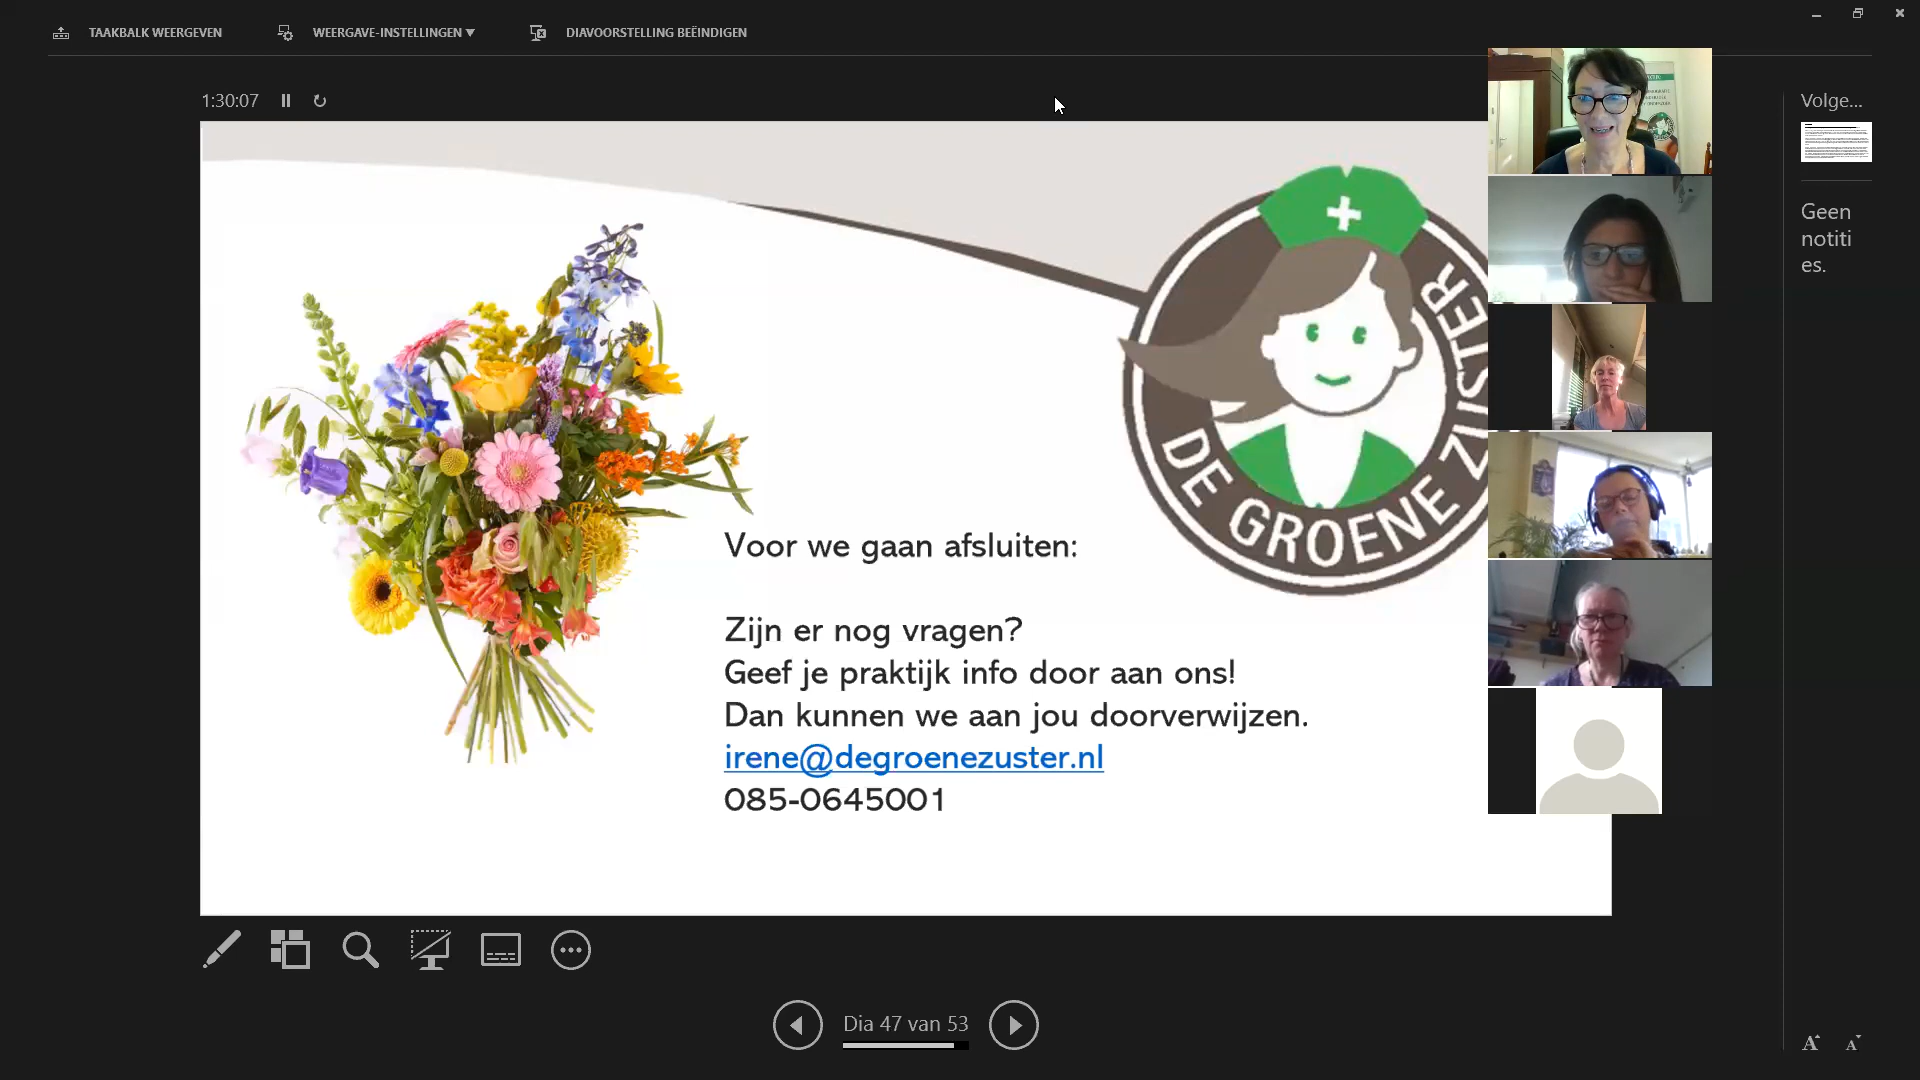 TAAKBALK WEERGEVEN
WEERGAVE-INSTELLINGEN ▼
DIAVOORSTELLING BEËINDIGEN
1:30:07
Volge...
Geen
notiti
es.
DE GROENE ZISTER
Voor we gaan afsluiten:
Zijn er nog vragen?
Geef je praktijk info door aan ons!
Dan kunnen we aan jou doorverwijzen.
irene@degroenezuster.nl
085-0645001
Dia 47 van 53
A A